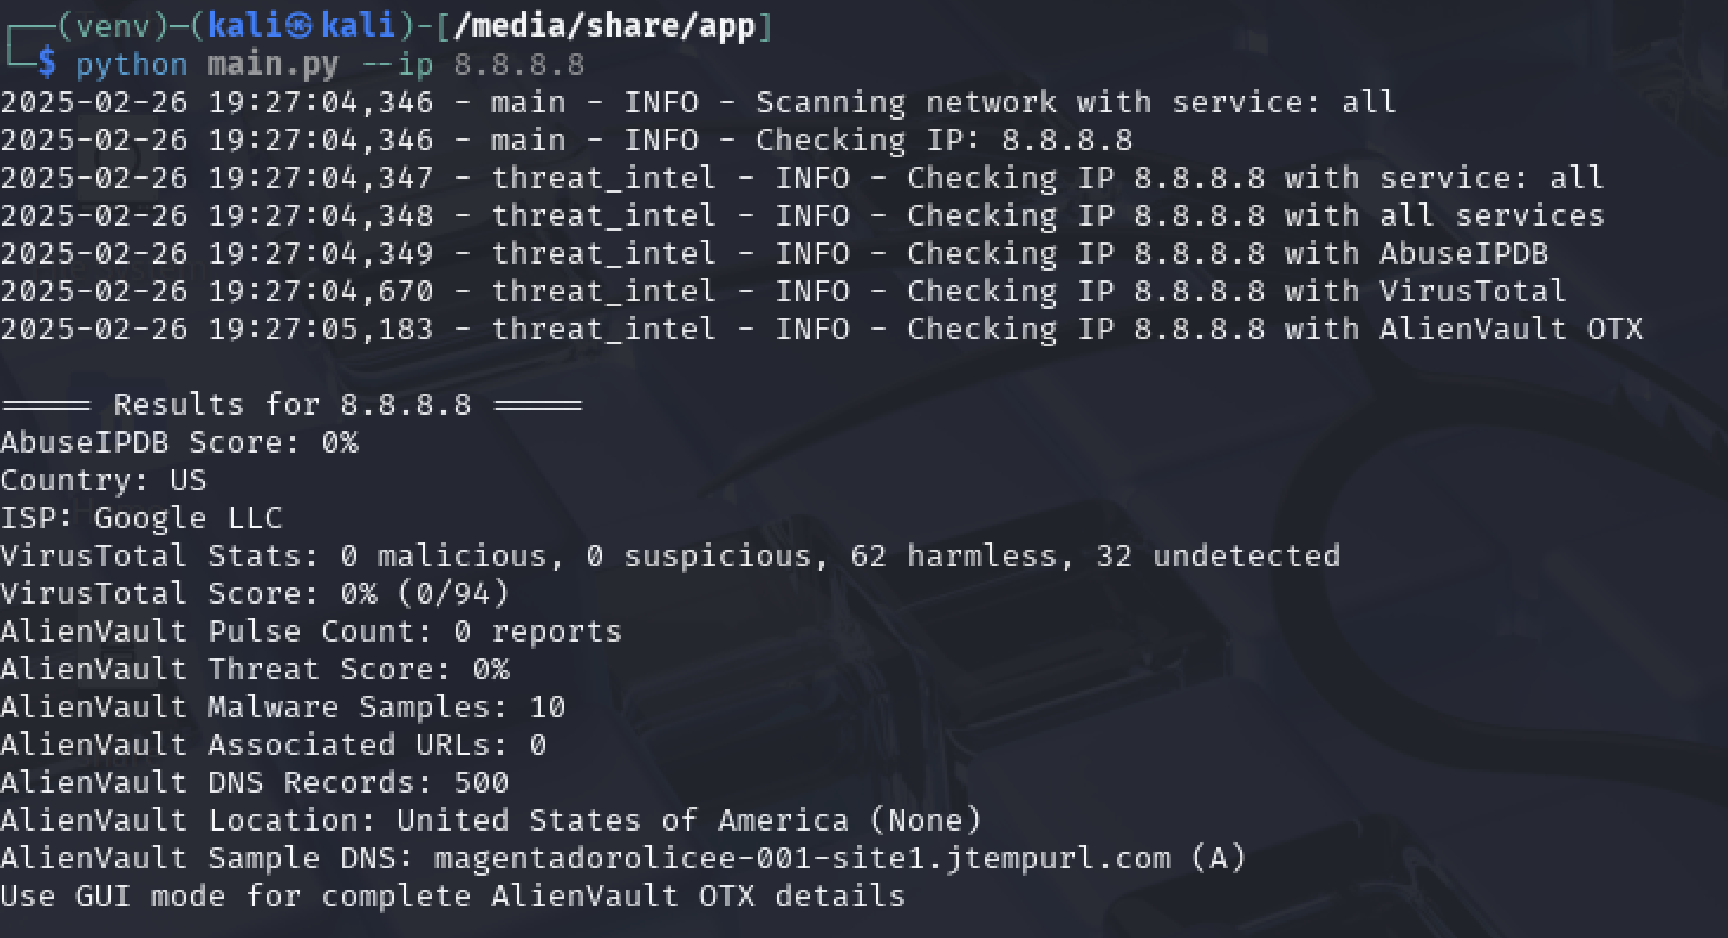 (venv)-(kali㉿kali)-[/media/share/app]
$ python main.py --ip 8.8.8.8
2025-02-26 19:27:04,346 - main - INFO - Scanning network with service: all
2025-02-26 19:27:04,346 - main - INFO - Checking IP: 8.8.8.8
2025-02-26 19:27:04,347 - threat_intel - INFO - Checking IP 8.8.8.8 with service: all
2025-02-26 19:27:04,348 - threat_intel - INFO - Checking IP 8.8.8.8 with all services
2025-02-26 19:27:04,349 - threat_intel - INFO - Checking IP 8.8.8.8 with AbuseIPDB
2025-02-26 19:27:04,670 - threat_intel - INFO - Checking IP 8.8.8.8 with VirusTotal
2025-02-26 19:27:05,183 - threat_intel - INFO - Checking IP 8.8.8.8 with AlienVault OTX
===== Results for 8.8.8.8 =====
AbuseIPDB Score: 0%
Country: US
ISP: Google LLC
VirusTotal Stats: 0 malicious, 0 suspicious, 62 harmless, 32 undetected
VirusTotal Score: 0% (0/94)
AlienVault Pulse Count: 0 reports
AlienVault Threat Score: 0%
AlienVault Malware Samples: 10
AlienVault Associated URLs: 0
AlienVault DNS Records: 500
AlienVault Location: United States of America (None)
AlienVault Sample DNS: magentadorolicee-001-site1.jtempurl.com (A)
Use GUI mode for complete AlienVault OTX details